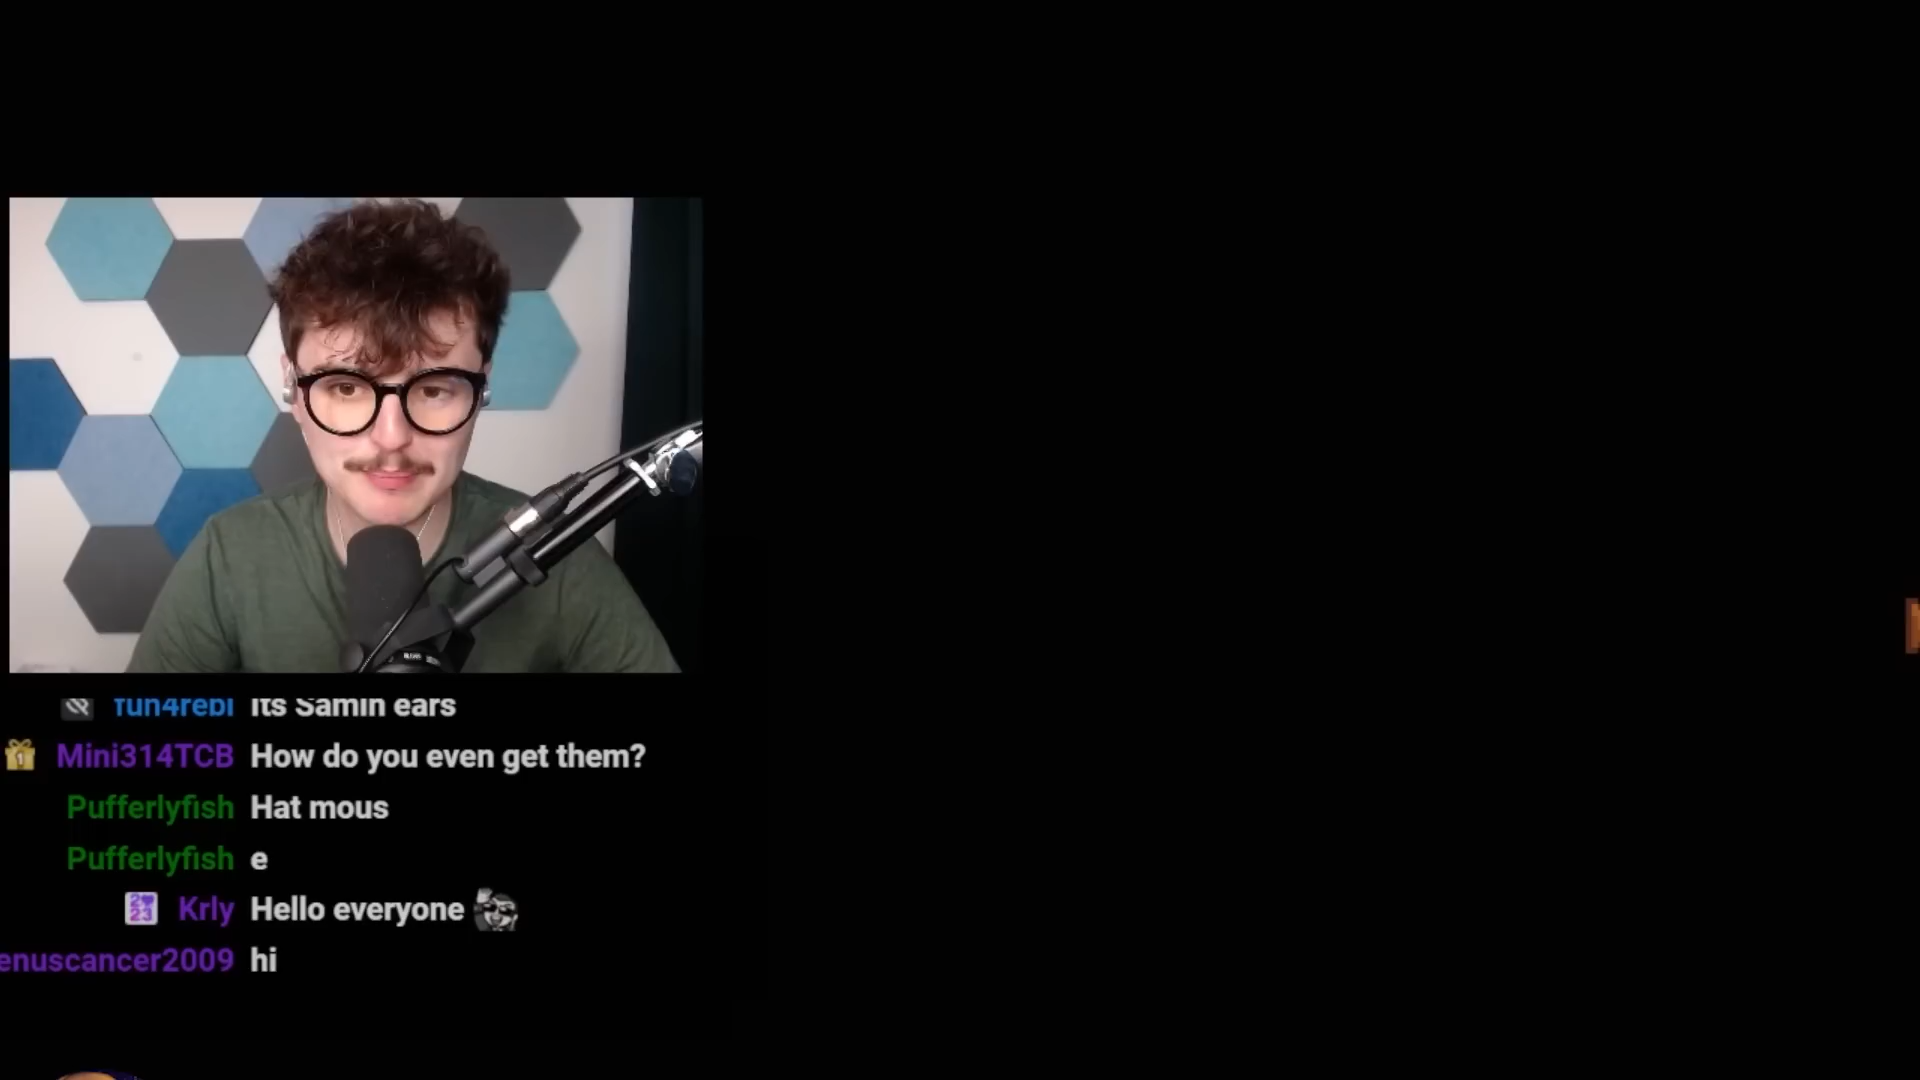 fun4rebl its Samin ears
Mini314TCB How do you even get them?
Pufferlyfish Hat mous
Pufferlyfish e
Krly Hello everyone
enuscancer2009 hi